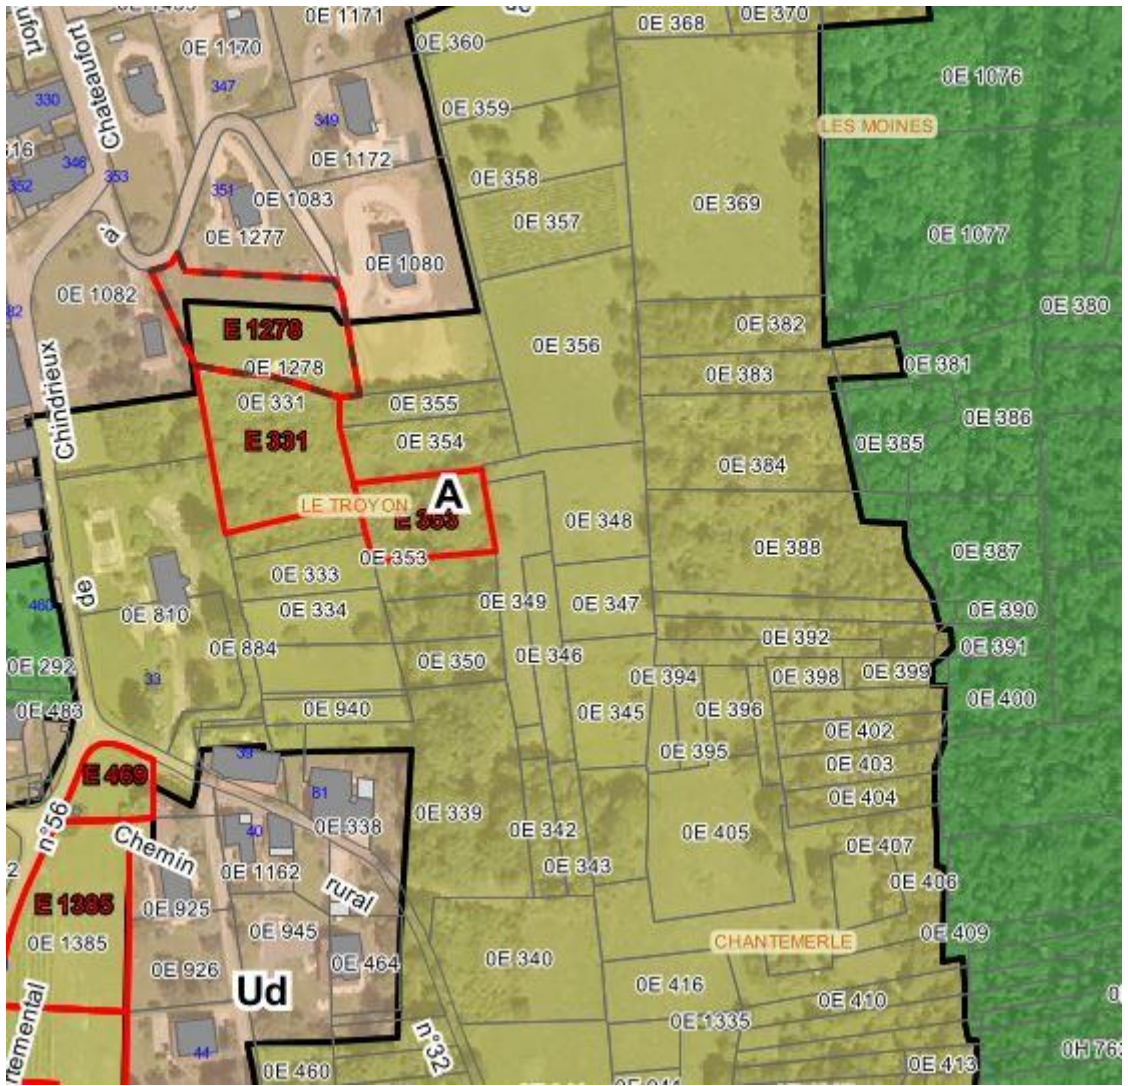 0E 1171
0E 368
0E 370
Chateaufort
0E 1170
0E 360
347
0E 1076
330
0E 359
349
LES MOINES
346
0E 1172
352
353
351
0E 358
0E 1083
0E 369
0E 357
à
0E 1277
0E 1077
0E 1080
0E 1082
0E 380
E 1278
0E 382
0E 356
0E 1278
0E 381
0E 383
Chindrieux
0E 331
0E 355
0E 386
E 331
0E 354
0E 385
0E 384
A
LE TROYON
E 353
0E 348
0E 388
0E 353
0E 387
0E 333
de
460
0E 349
0E 347
0E 810
0E 334
0E 390
0E 392
0E 884
0E 391
0E 346
0E 292
0E 350
0E 394
0E 398
0E 399
33
0E 483
0E 940
0E 345
0E 396
0E 400
0E 402
39
0E 395
E 469
0E 403
81
0E 404
n°56
0E 339
40
0E 338
0E 342
0E 405
Chemin
0E 407
0E 1162
0E 343
rural
0E 406
E 1385
0E 925
0E 945
0E 409
0E 1385
CHANTEMERLE
0E 926
0E 464
0E 340
0E 416
Ud
0E 410
0E 1335
n°32
44
0E 413
0E 460